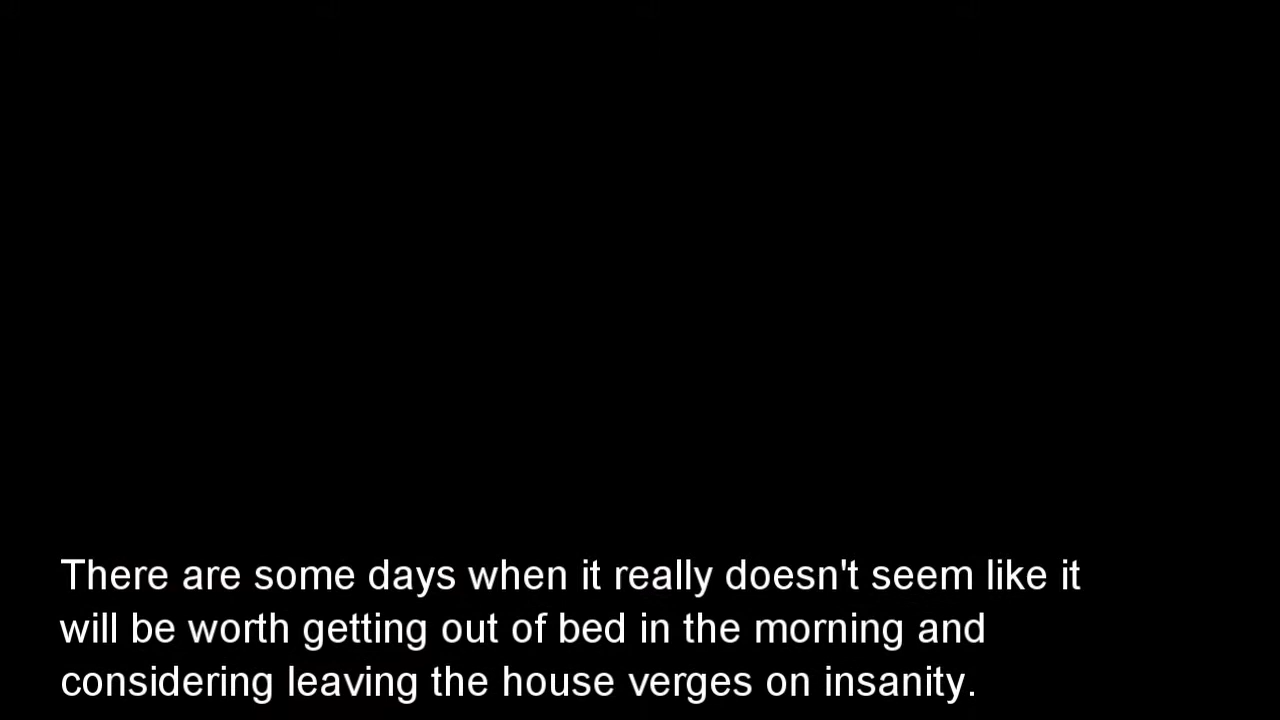 There are some days when it really doesn't seem like it
will be worth getting out of bed in the morning and
considering leaving the house verges on insanity.